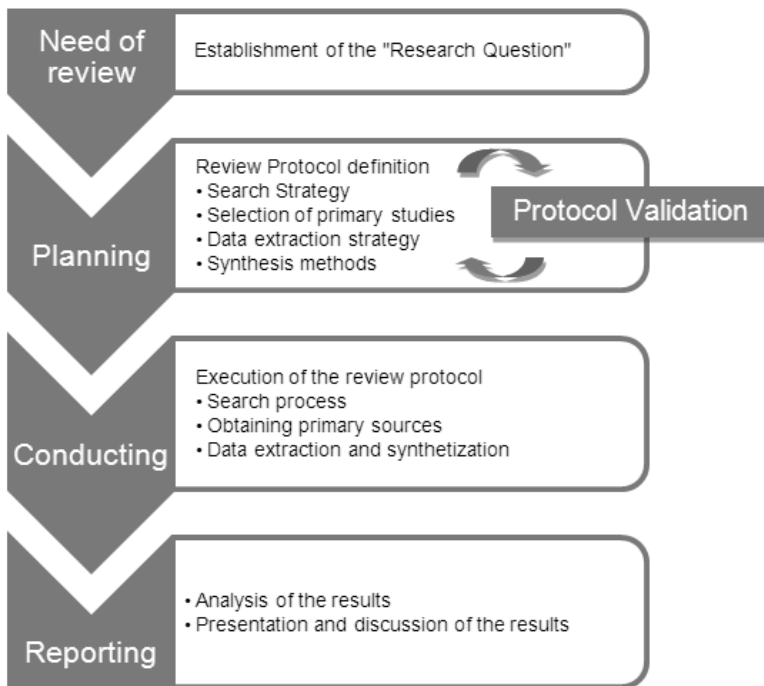 Need of
review
Establishment of the "Research Question"
Planning
Review Protocol definition
• Search Strategy
• Selection of primary studies
• Data extraction strategy
• Synthesis methods
Protocol Validation
Conducting
Execution of the review protocol
• Search process
• Obtaining primary sources
• Data extraction and synthetization
Reporting
• Analysis of the results
• Presentation and discussion of the results